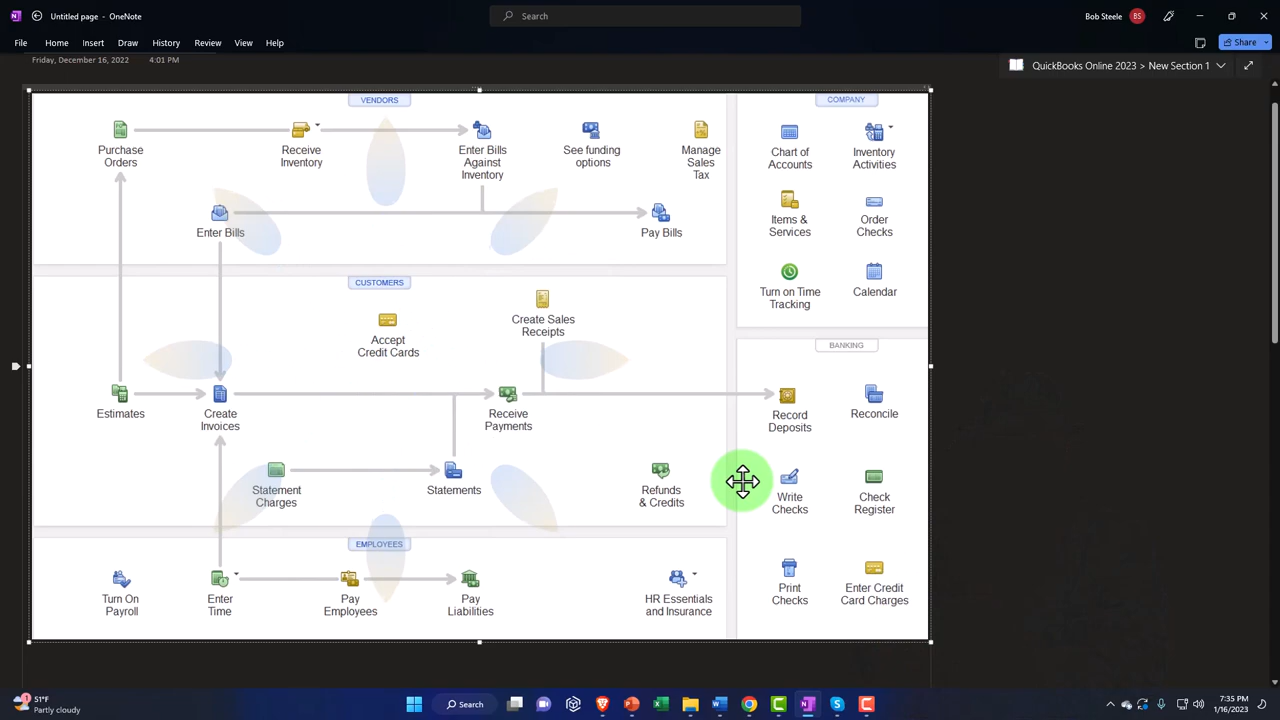 Untitled page - OneNote
Search
Bob Steele
BS
File
Home
Insert
Draw
History
Review
View
Help
Share
Friday, December 16, 2022
4:01 PM
QuickBooks Online 2023 > New Section 1
VENDORS
COMPANY
Purchase
Orders
Receive
Inventory
Enter Bills
Against
Inventory
See funding
options
Manage
Sales
Tax
Chart of
Accounts
Inventory
Activities
Enter Bills
Pay Bills
Items &
Services
Order
Checks
Turn on Time
Tracking
Calendar
CUSTOMERS
Accept
Credit Cards
Create Sales
Receipts
BANKING
Estimates
Create
Invoices
Receive
Payments
Record
Deposits
Reconcile
Statement
Charges
Statements
Refunds
& Credits
Write
Checks
Check
Register
EMPLOYEES
Turn On
Payroll
Enter
Time
Pay
Employees
Pay
Liabilities
HR Essentials
and Insurance
Print
Checks
Enter Credit
Card Charges
1
51°F
Partly cloudy
Search
7:35 PM
1/16/2023